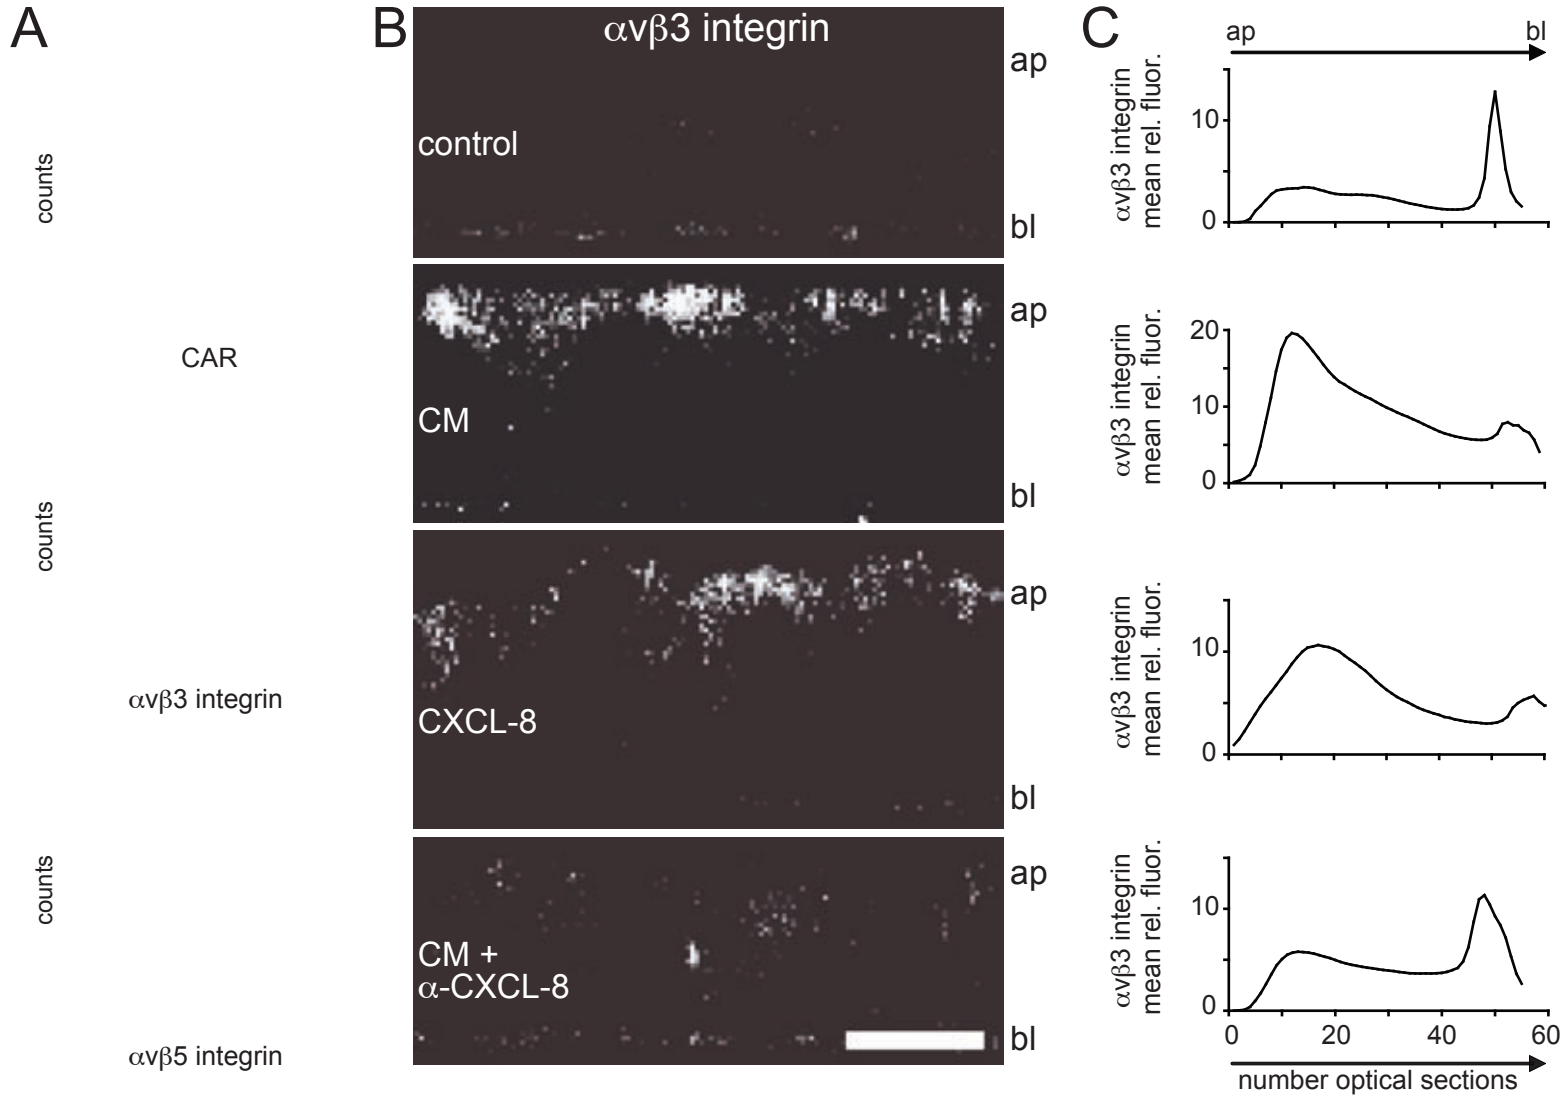 A
counts
CAR
counts
αvβ3 integrin
counts
αvβ5 integrin
B
αvβ3 integrin
ap
control
bl
ap
CM
bl
ap
CXCL-8
bl
ap
CM +
α-CXCL-8
bl
C
ap
bl
αvβ3 integrin
mean rel. fluor.
10
0
αvβ3 integrin
mean rel. fluor.
20
10
0
αvβ3 integrin
mean rel. fluor.
10
0
αvβ3 integrin
mean rel. fluor.
10
0
0 20 40 60
number optical sections